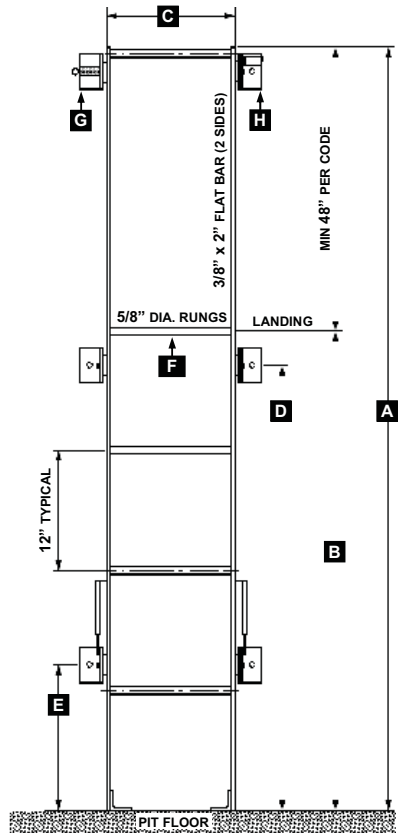 C
G
H
3/8” x 2” FLAT BAR (2 SIDES)
MIN 48” PER CODE
5/8” DIA. RUNGS
LANDING
F
D
A
12” TYPICAL
B
E
PIT FLOOR